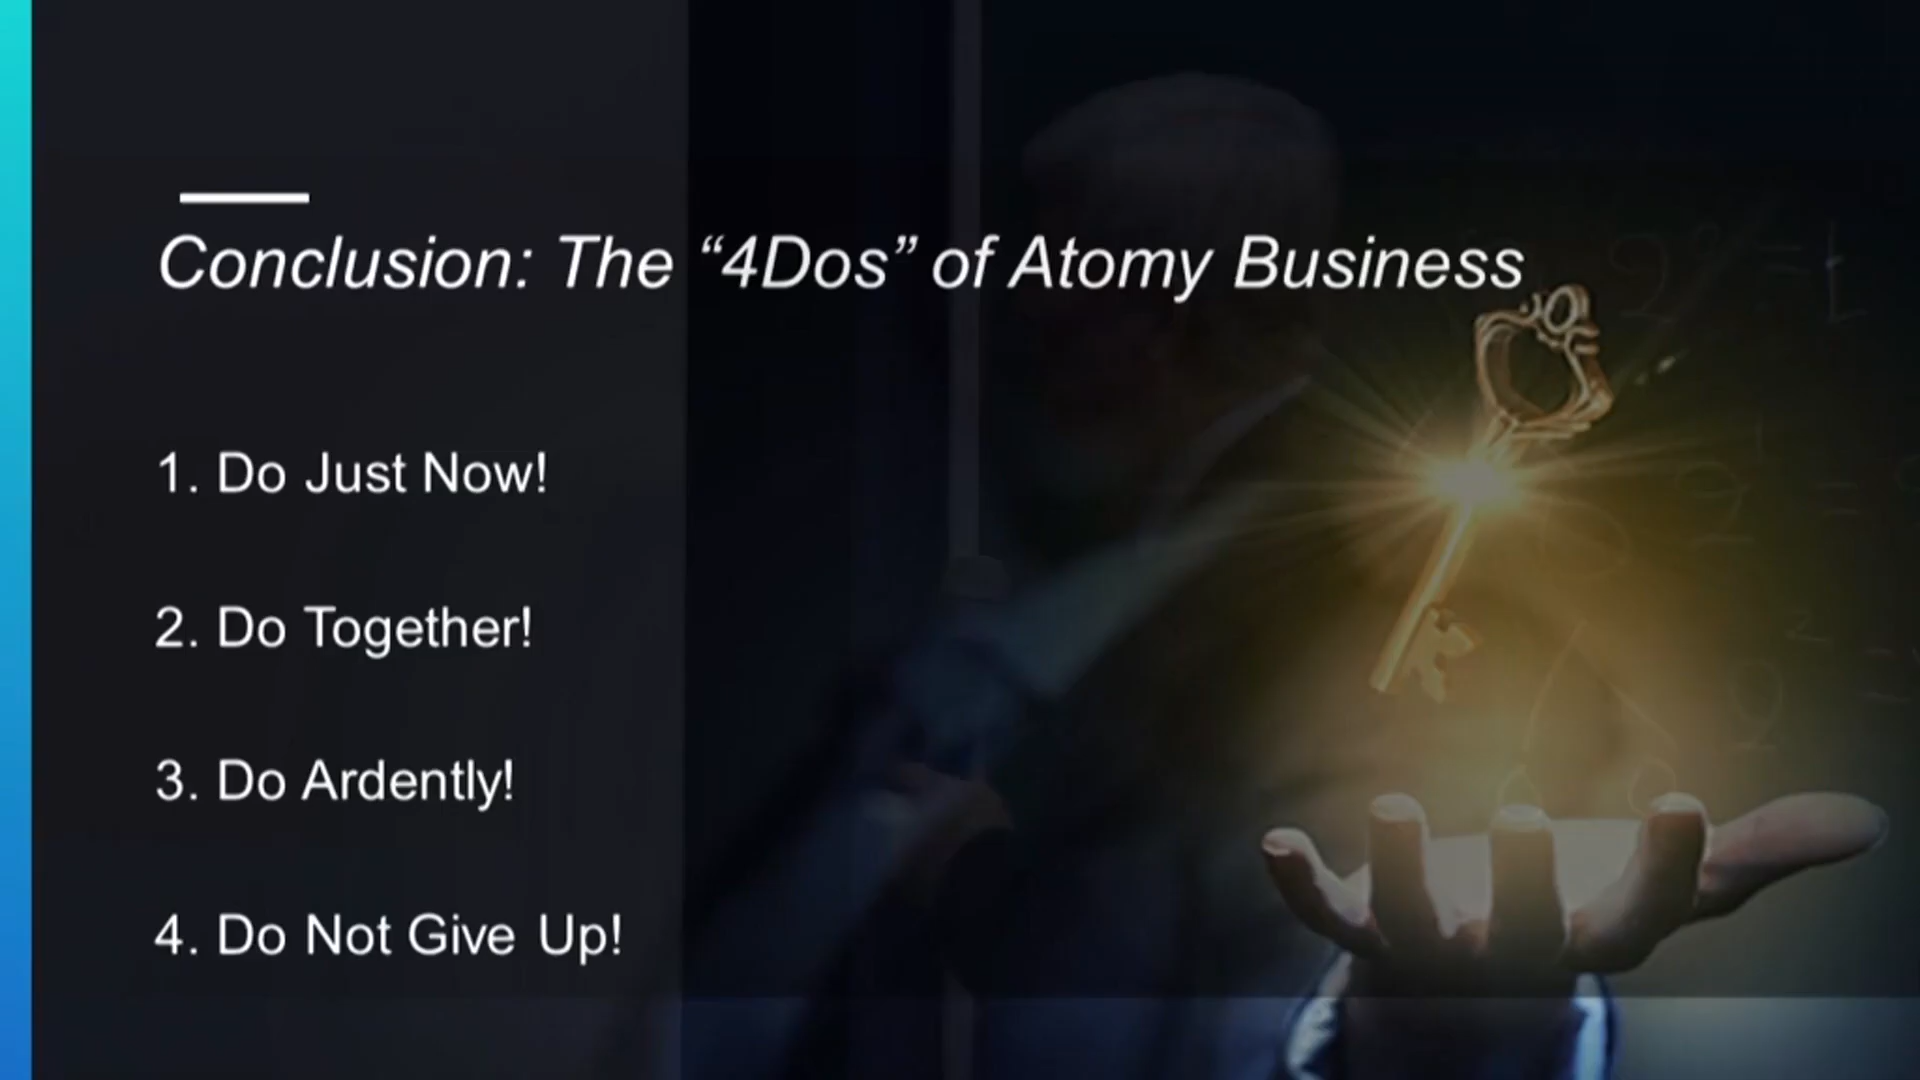 Conclusion: The “4Dos” of Atomy Business
1. Do Just Now!
2. Do Together!
3. Do Ardently!
4. Do Not Give Up!